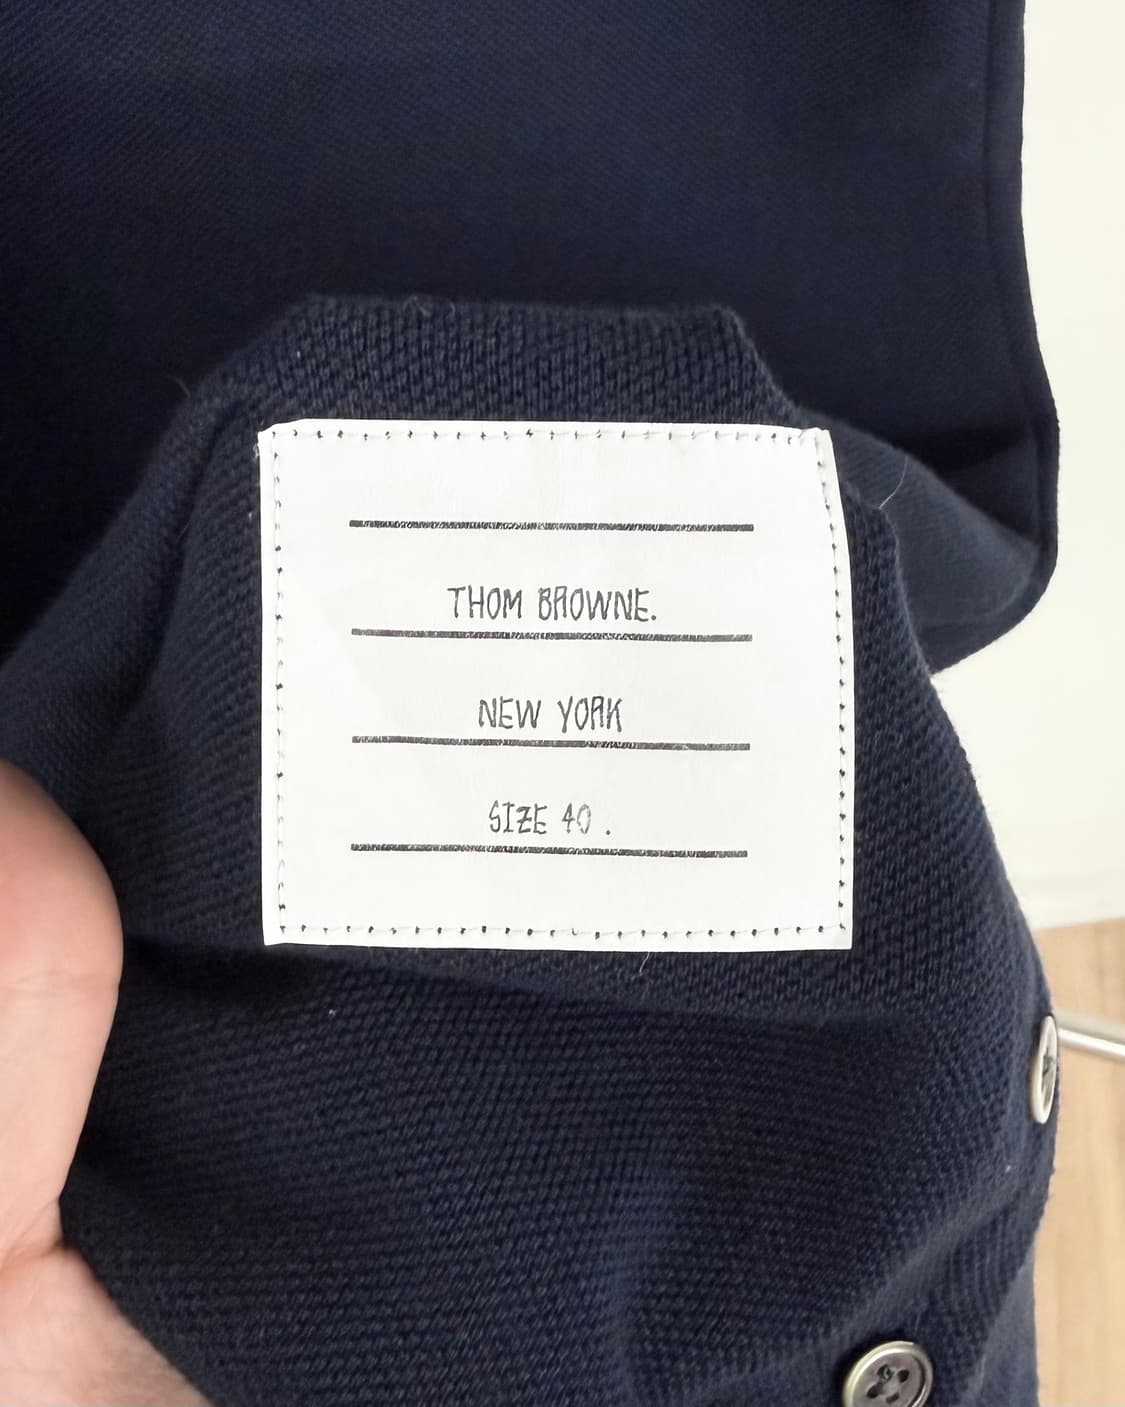 THOM BROWNE.
NEW YORK
SIZE 40 .